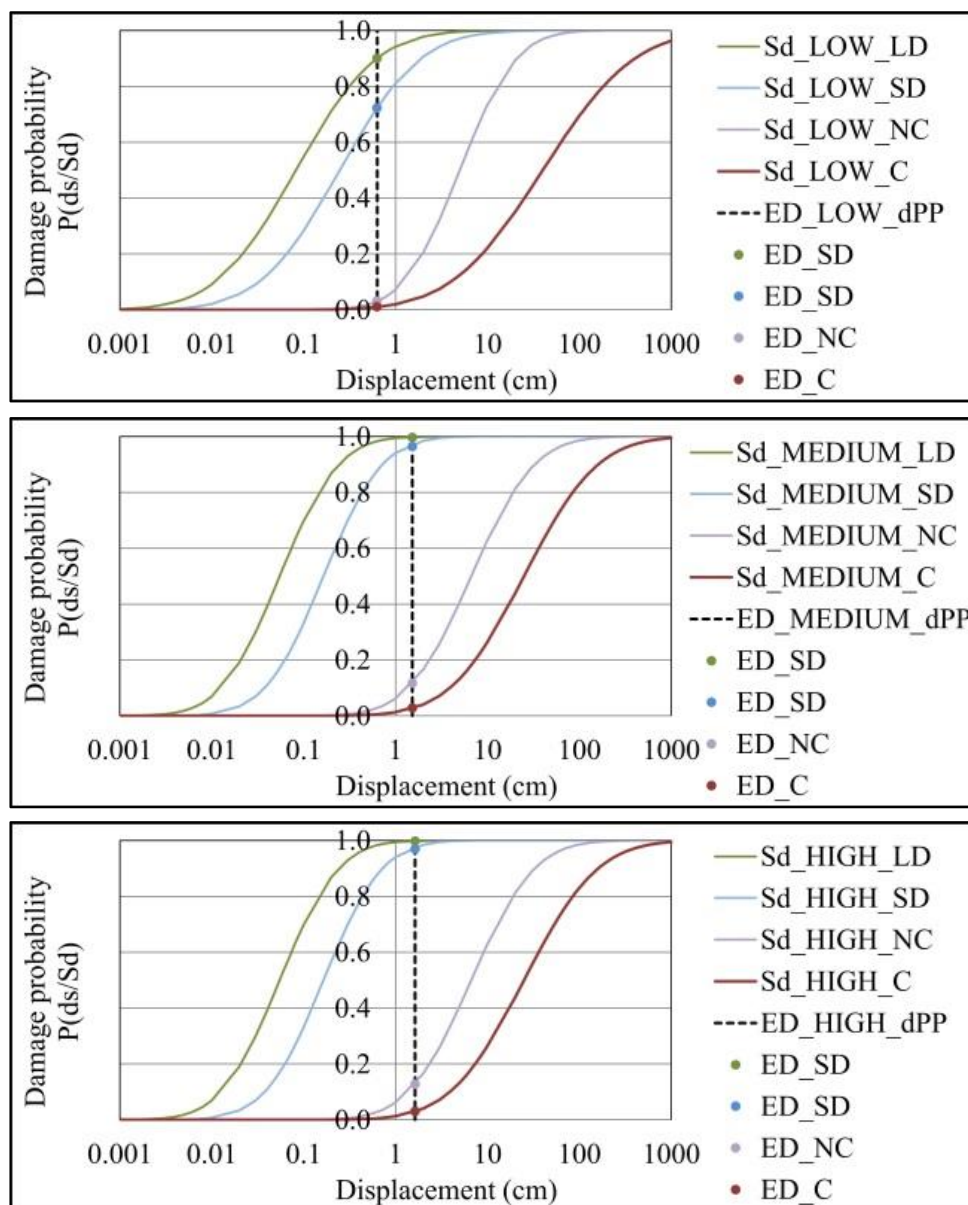 Damage probability
P(ds/Sd)
1.0
0.8
0.6
0.4
0.2
0.0
0.001 0.01 0.1 1 10 100 1000
Displacement (cm)
Sd_LOW_LD
Sd_LOW_SD
Sd_LOW_NC
Sd_LOW_C
ED_LOW_dPP
ED_SD
ED_SD
ED_NC
ED_C
Damage probability
P(ds/Sd)
1.0
0.8
0.6
0.4
0.2
0.0
0.001 0.01 0.1 1 10 100 1000
Displacement (cm)
Sd_MEDIUM_LD
Sd_MEDIUM_SD
Sd_MEDIUM_NC
Sd_MEDIUM_C
ED_MEDIUM_dPP
ED_SD
ED_SD
ED_NC
ED_C
Damage probability
P(ds/Sd)
1.0
0.8
0.6
0.4
0.2
0.0
0.001 0.01 0.1 1 10 100 1000
Displacement (cm)
Sd_HIGH_LD
Sd_HIGH_SD
Sd_HIGH_NC
Sd_HIGH_C
ED_HIGH_dPP
ED_SD
ED_SD
ED_NC
ED_C